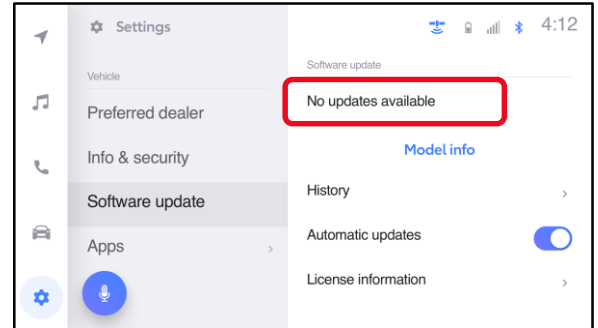 Settings
4:12
Vehicle
Preferred dealer
Info & security
Software update
Apps
Software update
No updates available
Model info
History
Automatic updates
License information